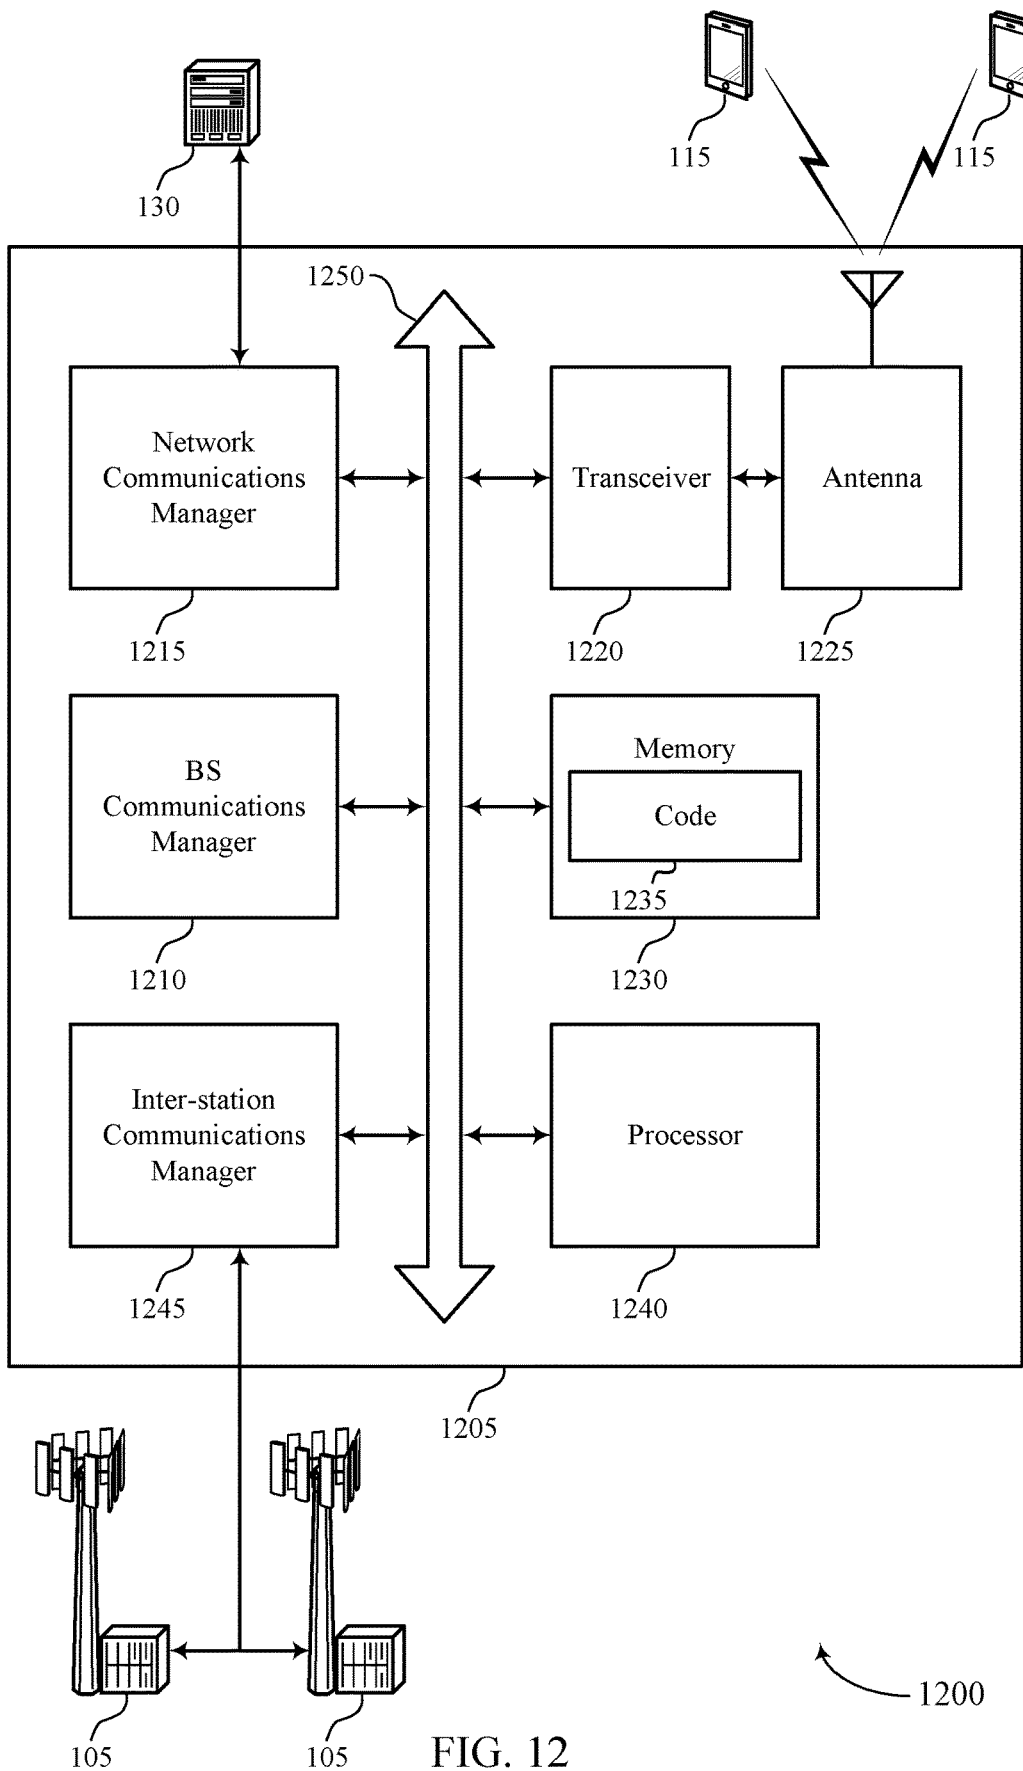 115
115
130
1250
Network
Communications
Manager
Transceiver
Antenna
1215
1220
1225
BS
Communications
Manager
Memory
Code
1235
1210
1230
Inter-station
Communications
Manager
Processor
1245
1240
1205
1200
105
105
FIG. 12